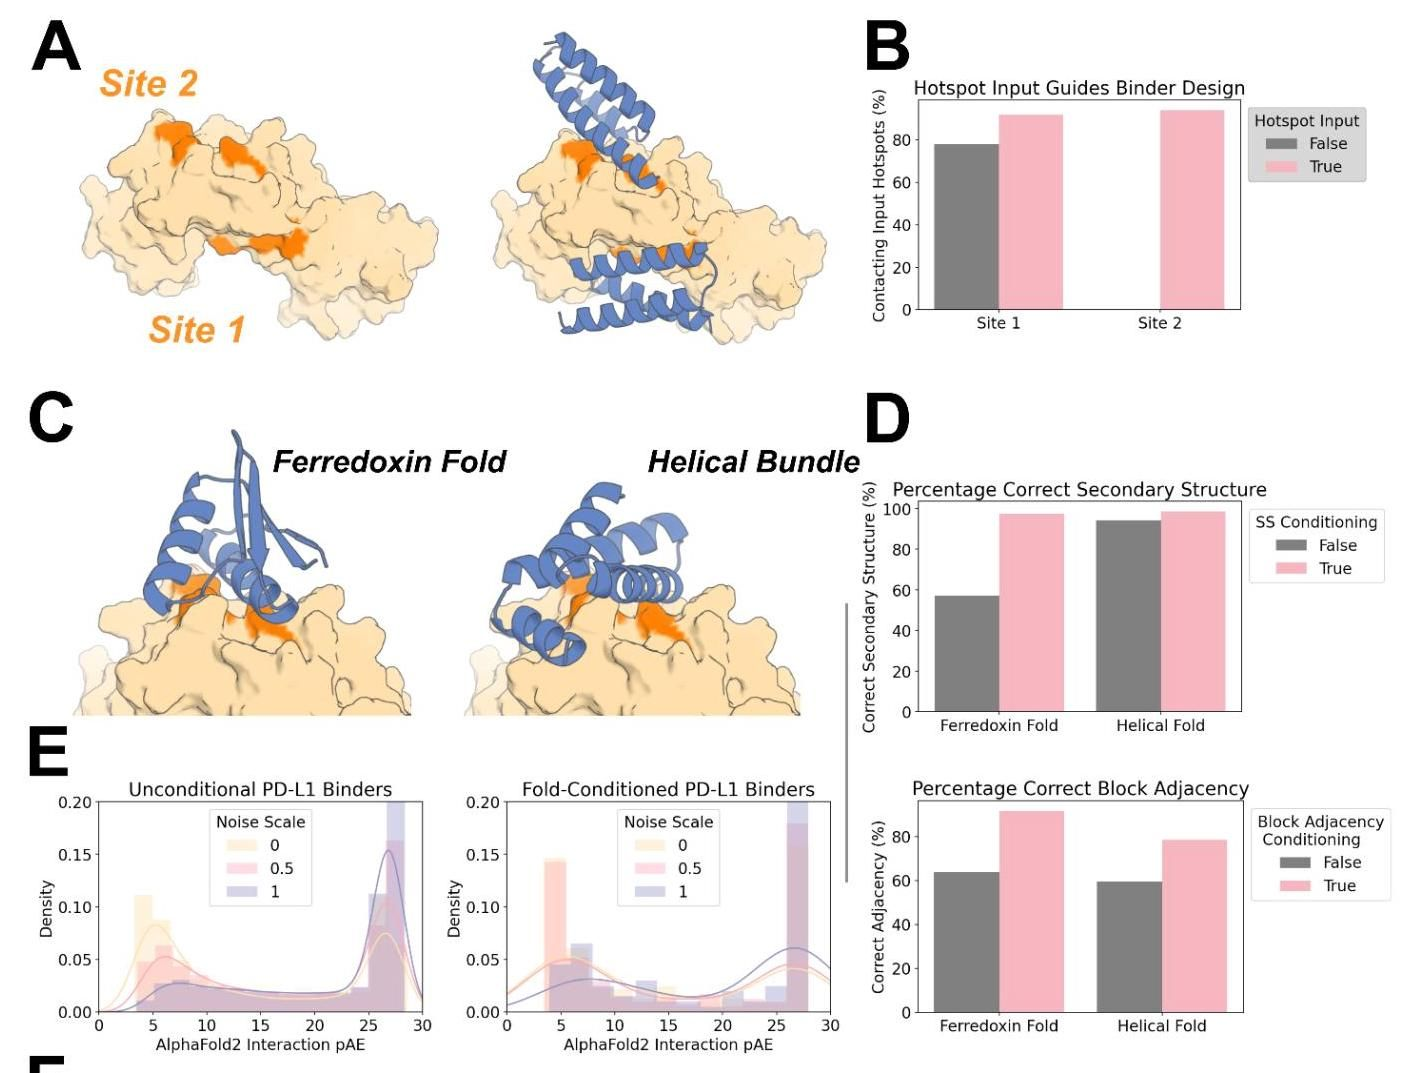 A
Site 2
Site 1
B
Hotspot Input Guides Binder Design
Contacting Input Hotspots (%)
80
60
40
20
0
Site 1
Site 2
Hotspot Input
False
True
C
Ferredoxin Fold
Helical Bundle
D
Percentage Correct Secondary Structure
Correct Secondary Structure (%)
100
80
60
40
20
0
Ferredoxin Fold
Helical Fold
SS Conditioning
False
True
Percentage Correct Block Adjacency
Correct Adjacency (%)
80
60
40
20
0
Ferredoxin Fold
Helical Fold
Block Adjacency
Conditioning
False
True
E
Unconditional PD-L1 Binders
Density
0.20
0.15
0.10
0.05
0.00
0 5 10 15 20 25 30
AlphaFold2 Interaction pAE
Noise Scale
0
0.5
1
Fold-Conditioned PD-L1 Binders
Density
0.20
0.15
0.10
0.05
0.00
0 5 10 15 20 25 30
AlphaFold2 Interaction pAE
Noise Scale
0
0.5
1